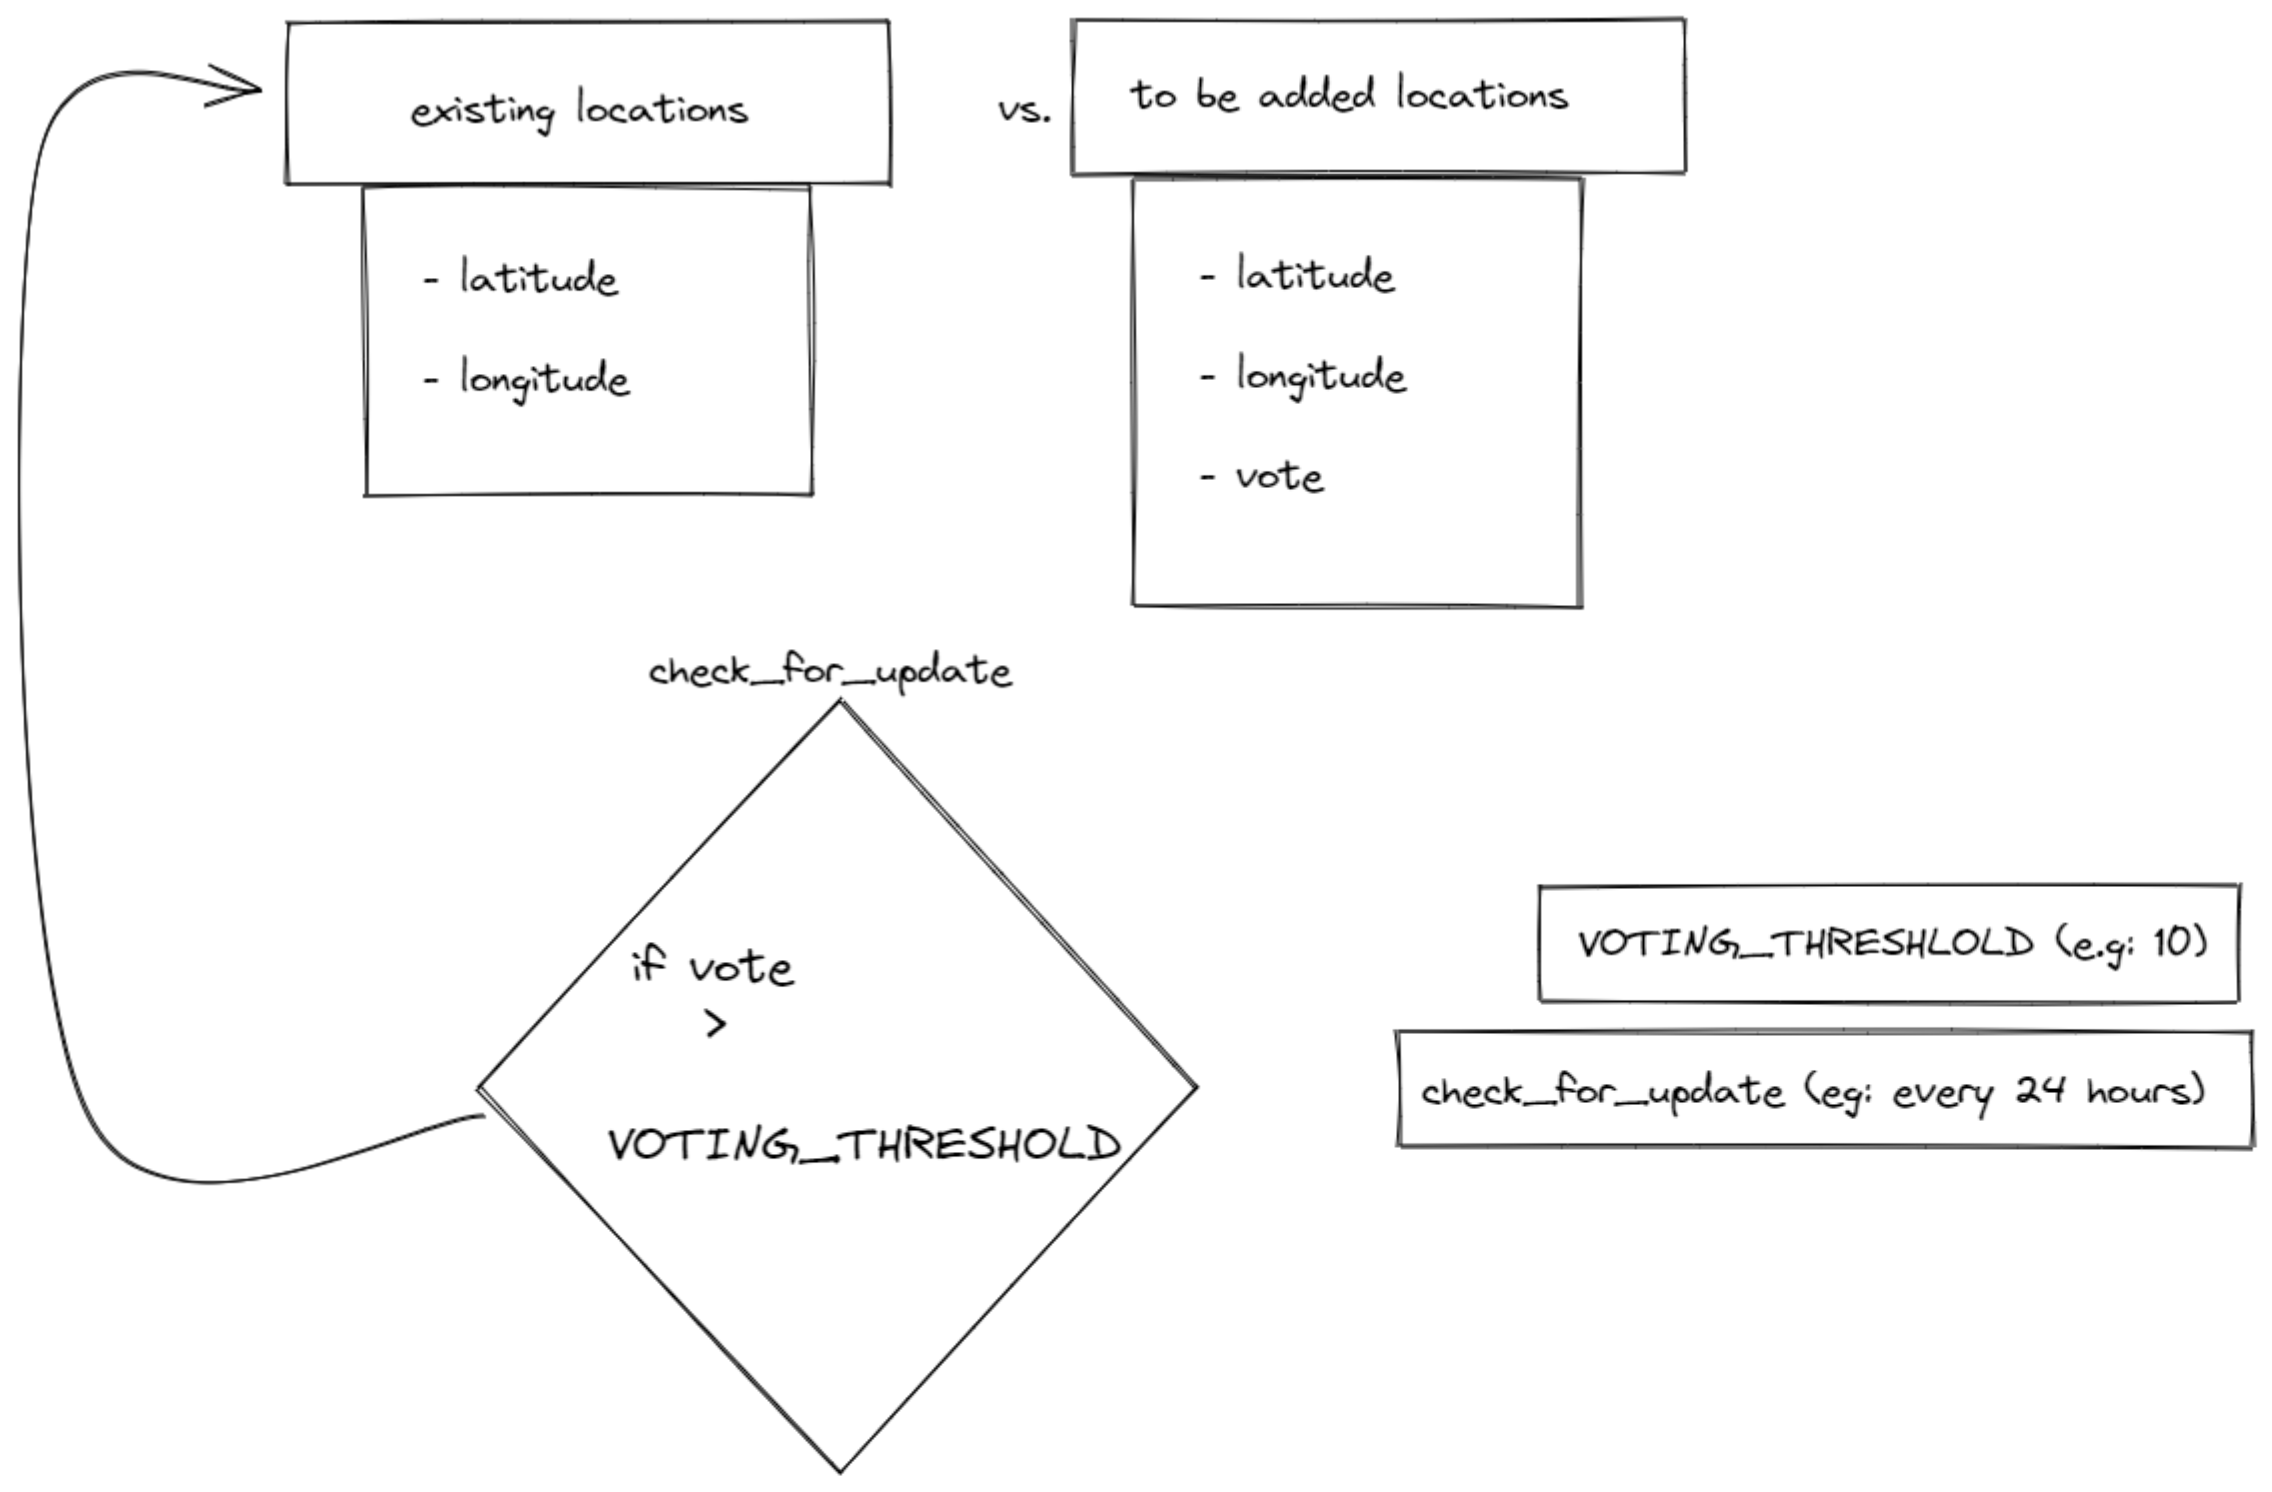 existing locations
vs.
to be added locations
- latitude
- longitude
- latitude
- longitude
- vote
check_for_update
if vote
>
VOTING_THRESHOLD
VOTING_THRESHLOLD (e.g: 10)
check_for_update (eg: every 24 hours)